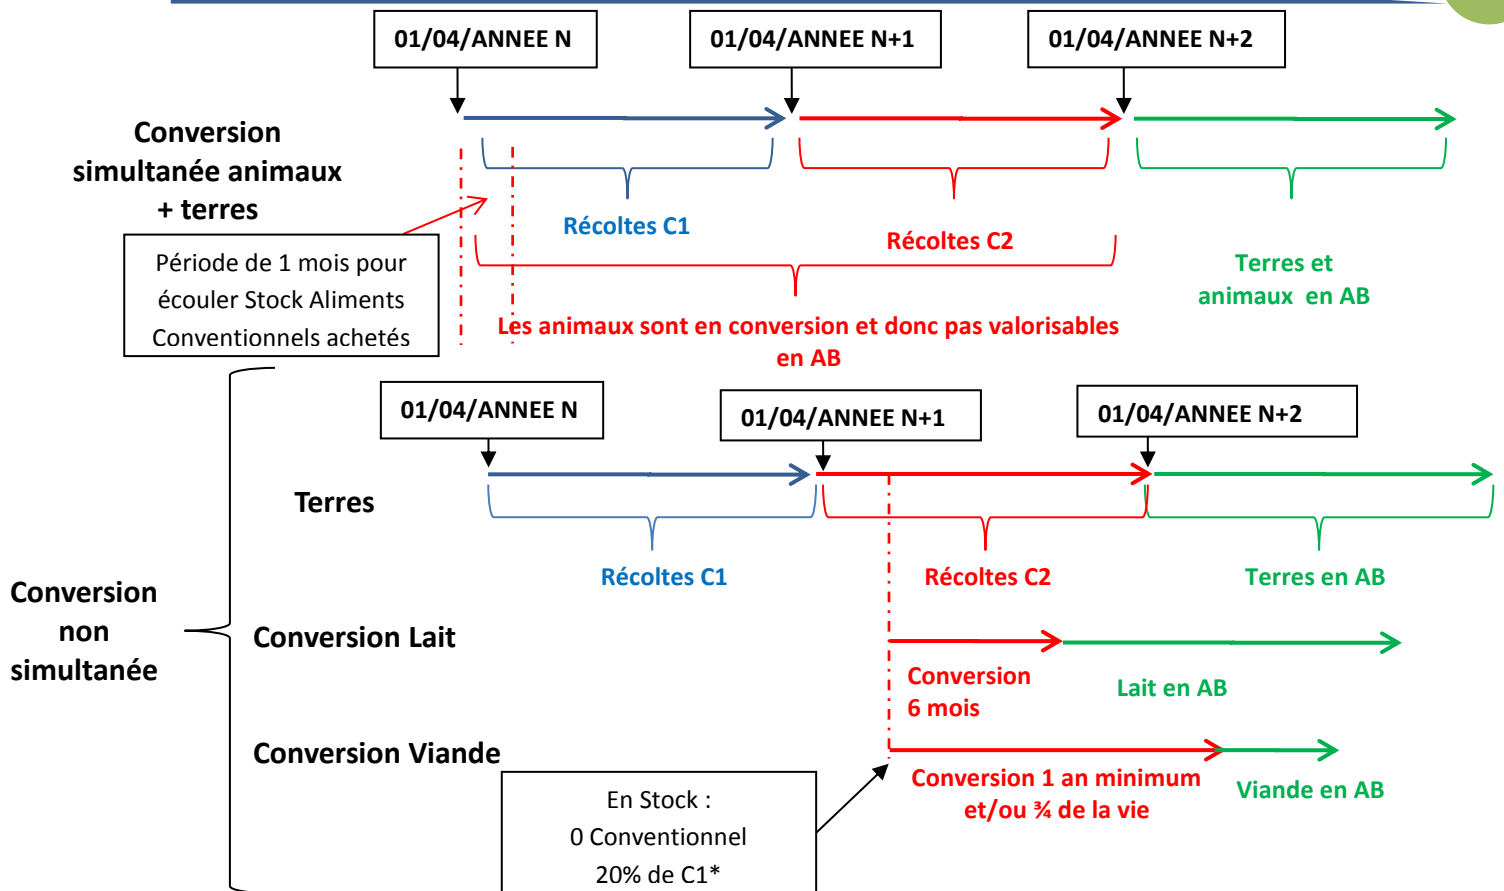 01/04/ANNEE N
01/04/ANNEE N+1
01/04/ANNEE N+2
Conversion
simultanée animaux
+ terres
Récoltes C1
Récoltes C2
Terres et
animaux en AB
Période de 1 mois pour
écouler Stock Aliments
Conventionnels achetés
Les animaux sont en conversion et donc pas valorisables
en AB
01/04/ANNEE N
01/04/ANNEE N+1
01/04/ANNEE N+2
Terres
Récoltes C1
Récoltes C2
Terres en AB
Conversion
non
simultanée
Conversion Lait
Conversion
6 mois
Lait en AB
Conversion Viande
Conversion 1 an minimum
et/ou ¾ de la vie
Viande en AB
En Stock :
0 Conventionnel
20% de C1*